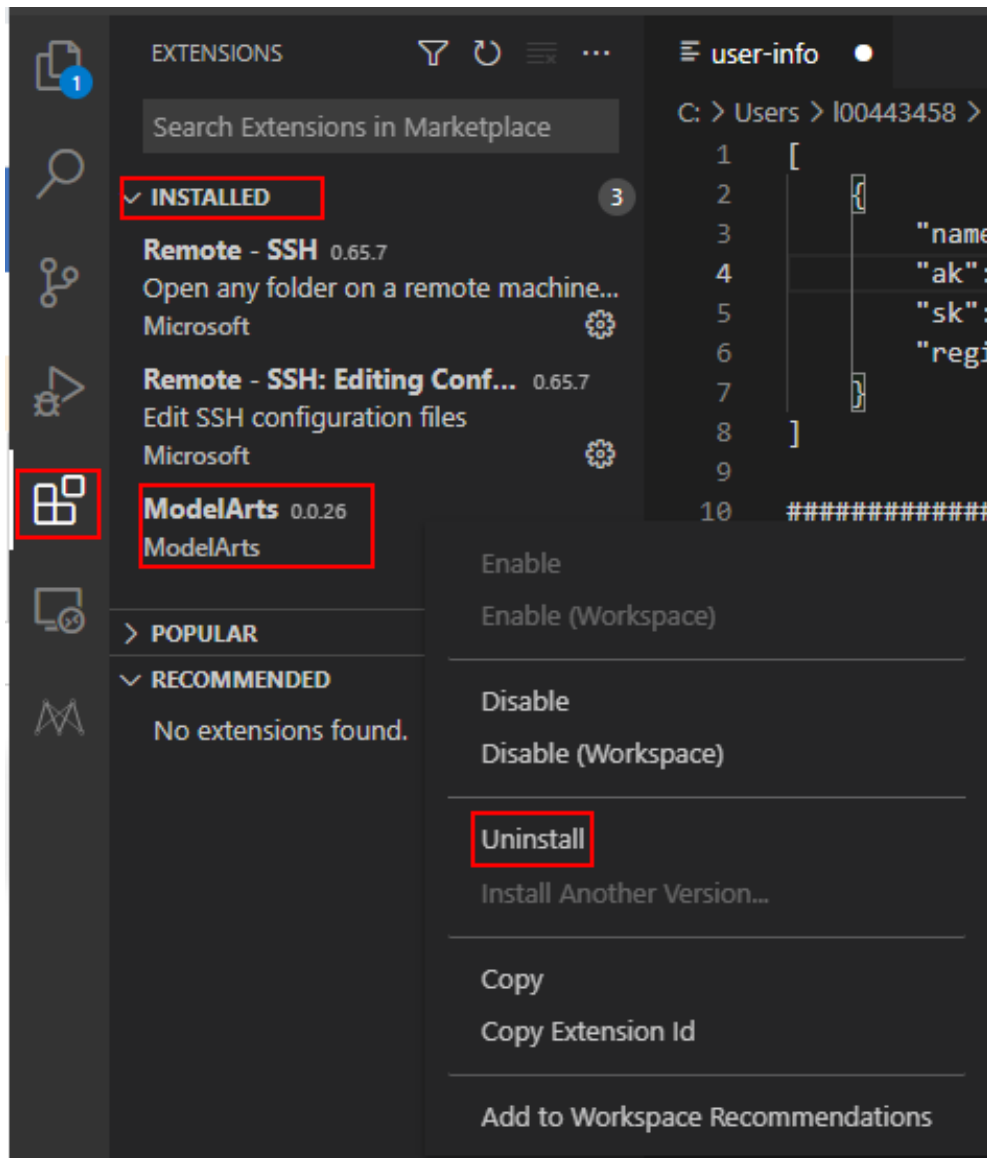 EXTENSIONS
Search Extensions in Marketplace
INSTALLED
3
Remote - SSH 0.65.7
Open any folder on a remote machine...
Microsoft
Remote - SSH: Editing Conf... 0.65.7
Edit SSH configuration files
Microsoft
ModelArts 0.0.26
ModelArts
POPULAR
RECOMMENDED
No extensions found.
1
user-info
C: > Users > l00443458 >
1 [
2 {
3 "name
4 "ak":
5 "sk":
6 "regi
7 }
8 ]
9
10 #############
Enable
Enable (Workspace)
Disable
Disable (Workspace)
Uninstall
Install Another Version...
Copy
Copy Extension Id
Add to Workspace Recommendations